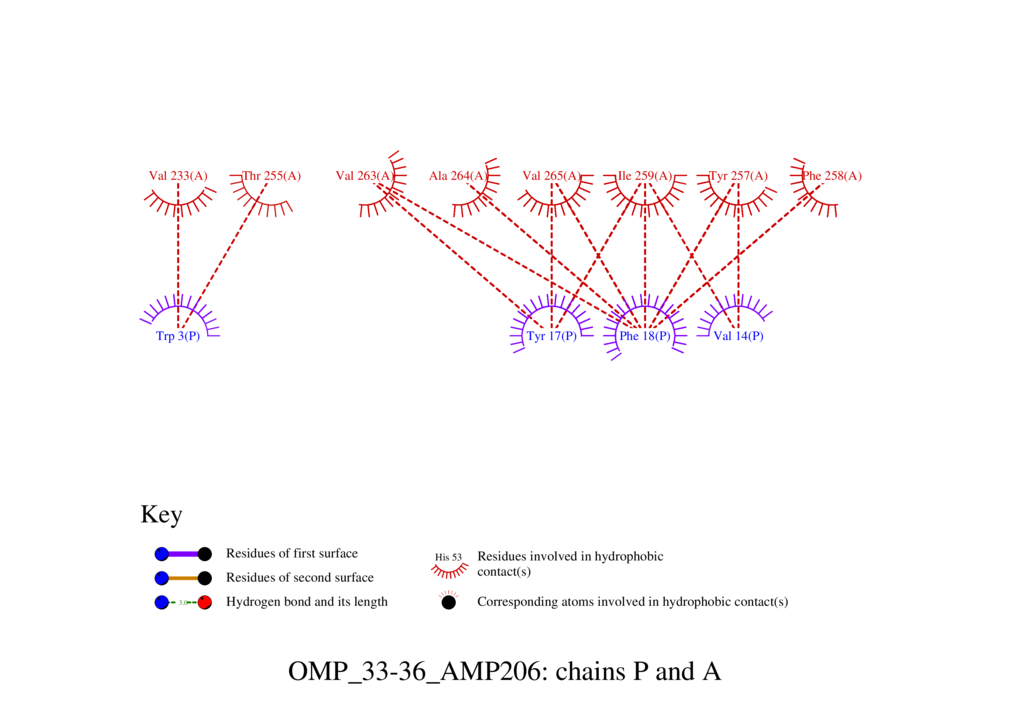 Val 233(A) Thr 255(A) Val 263(A) Ala 264(A) Val 265(A) Ile 259(A) Tyr 257(A) Phe 258(A)
Trp 3(P) Tyr 17(P) Phe 18(P) Val 14(P)
Key
Residues of first surface
Residues of second surface
3.0
Hydrogen bond and its length
His 53
Residues involved in hydrophobic
contact(s)
Corresponding atoms involved in hydrophobic contact(s)
OMP_33-36_AMP206: chains P and A